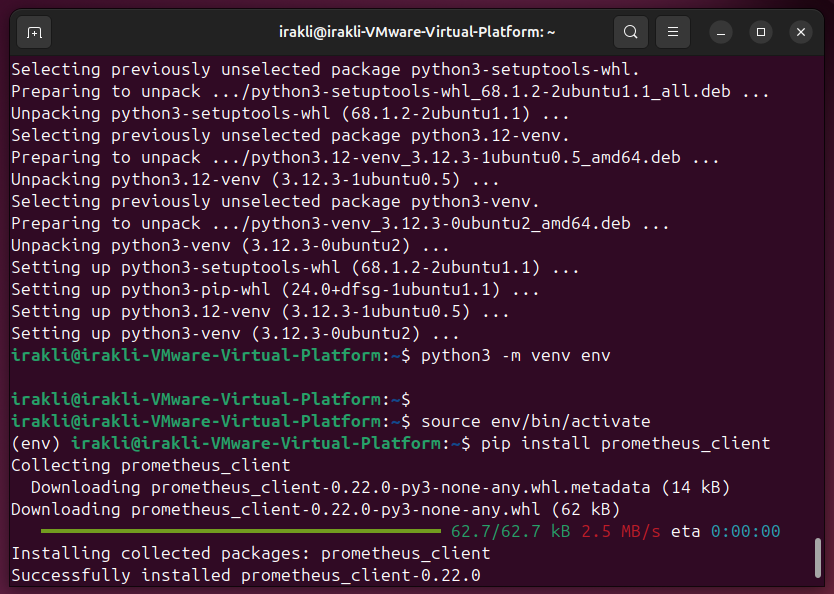 irakli@irakli-VMware-Virtual-Platform: ~
Selecting previously unselected package python3-setuptools-whl.
Preparing to unpack .../python3-setuptools-whl_68.1.2-2ubuntu1.1_all.deb ...
Unpacking python3-setuptools-whl (68.1.2-2ubuntu1.1) ...
Selecting previously unselected package python3.12-venv.
Preparing to unpack .../python3.12-venv_3.12.3-1ubuntu0.5_amd64.deb ...
Unpacking python3.12-venv (3.12.3-1ubuntu0.5) ...
Selecting previously unselected package python3-venv.
Preparing to unpack .../python3-venv_3.12.3-0ubuntu2_amd64.deb ...
Unpacking python3-venv (3.12.3-0ubuntu2) ...
Setting up python3-setuptools-whl (68.1.2-2ubuntu1.1) ...
Setting up python3-pip-whl (24.0+dfsg-1ubuntu1.1) ...
Setting up python3.12-venv (3.12.3-1ubuntu0.5) ...
Setting up python3-venv (3.12.3-0ubuntu2) ...
irakli@irakli-VMware-Virtual-Platform:~$ python3 -m venv env
irakli@irakli-VMware-Virtual-Platform:~$
irakli@irakli-VMware-Virtual-Platform:~$ source env/bin/activate
(env) irakli@irakli-VMware-Virtual-Platform:~$ pip install prometheus_client
Collecting prometheus_client
  Downloading prometheus_client-0.22.0-py3-none-any.whl.metadata (14 kB)
Downloading prometheus_client-0.22.0-py3-none-any.whl (62 kB)
62.7/62.7 kB 2.5 MB/s eta 0:00:00
Installing collected packages: prometheus_client
Successfully installed prometheus_client-0.22.0